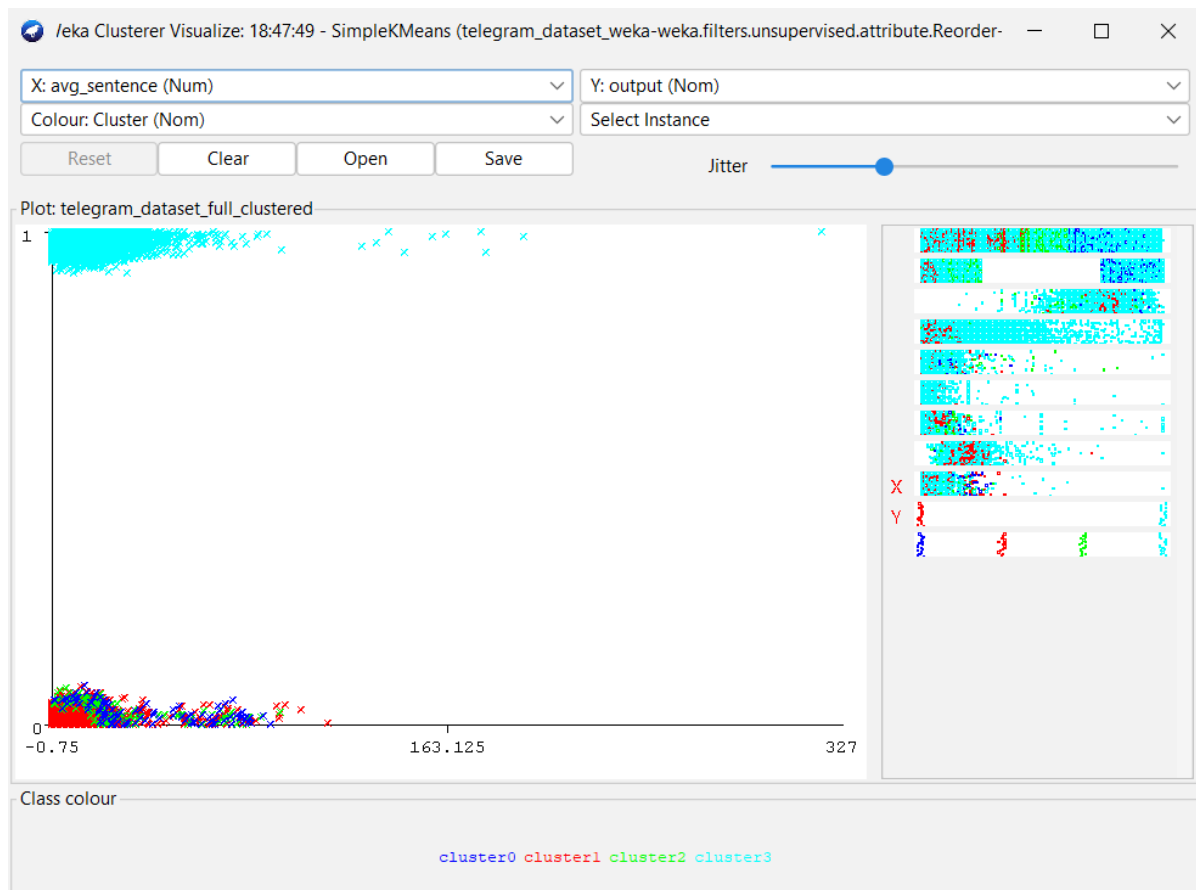 /eka Clusterer Visualize: 18:47:49 - SimpleKMeans (telegram_dataset_weka-weka.filters.unsupervised.attribute.Reorder-
X: avg_sentence (Num) Y: output (Nom)
Colour: Cluster (Nom) Select Instance
Reset Clear Open Save Jitter
Plot: telegram_dataset_full_clustered
1
X
Y
0
-0.75 163.125 327
Class colour
cluster0 cluster1 cluster2 cluster3